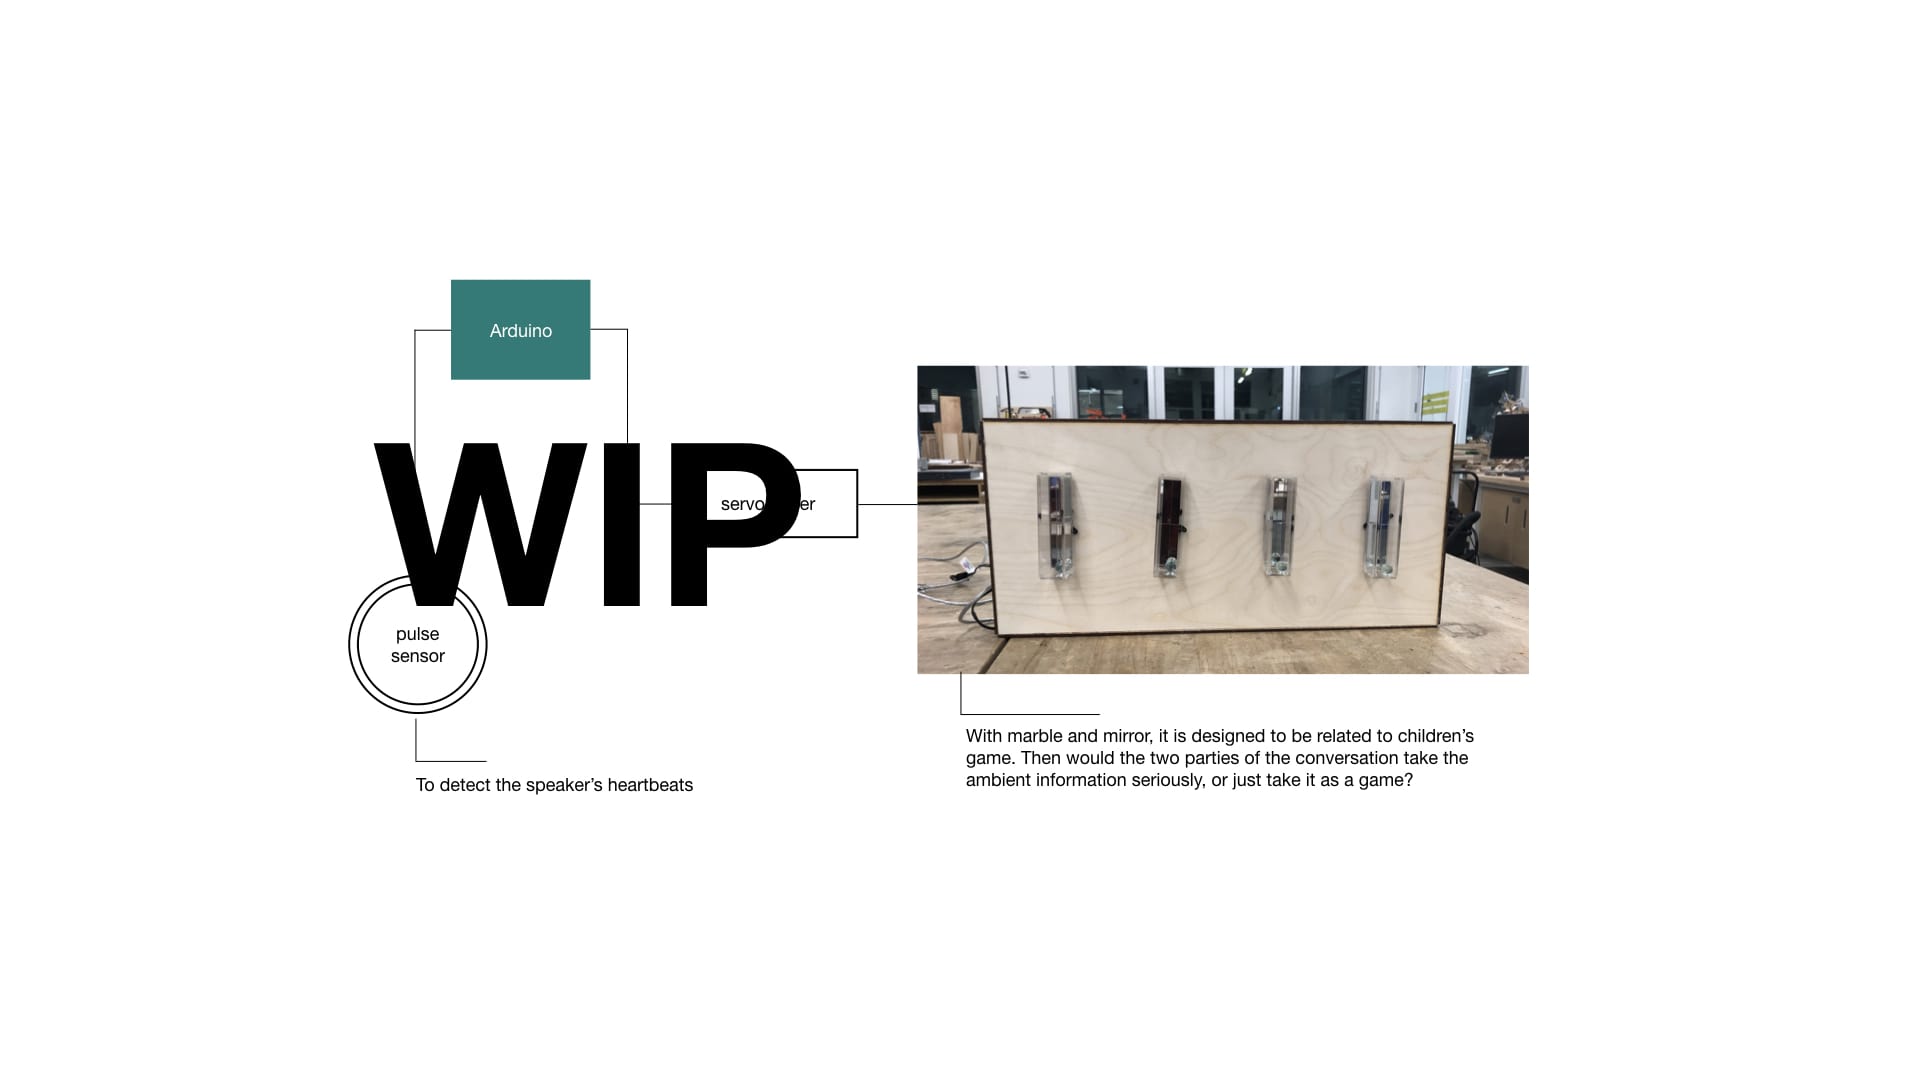 Arduino
WIP
servo er
pulse
sensor
To detect the speaker’s heartbeats
With marble and mirror, it is designed to be related to children’s
game. Then would the two parties of the conversation take the
ambient information seriously, or just take it as a game?